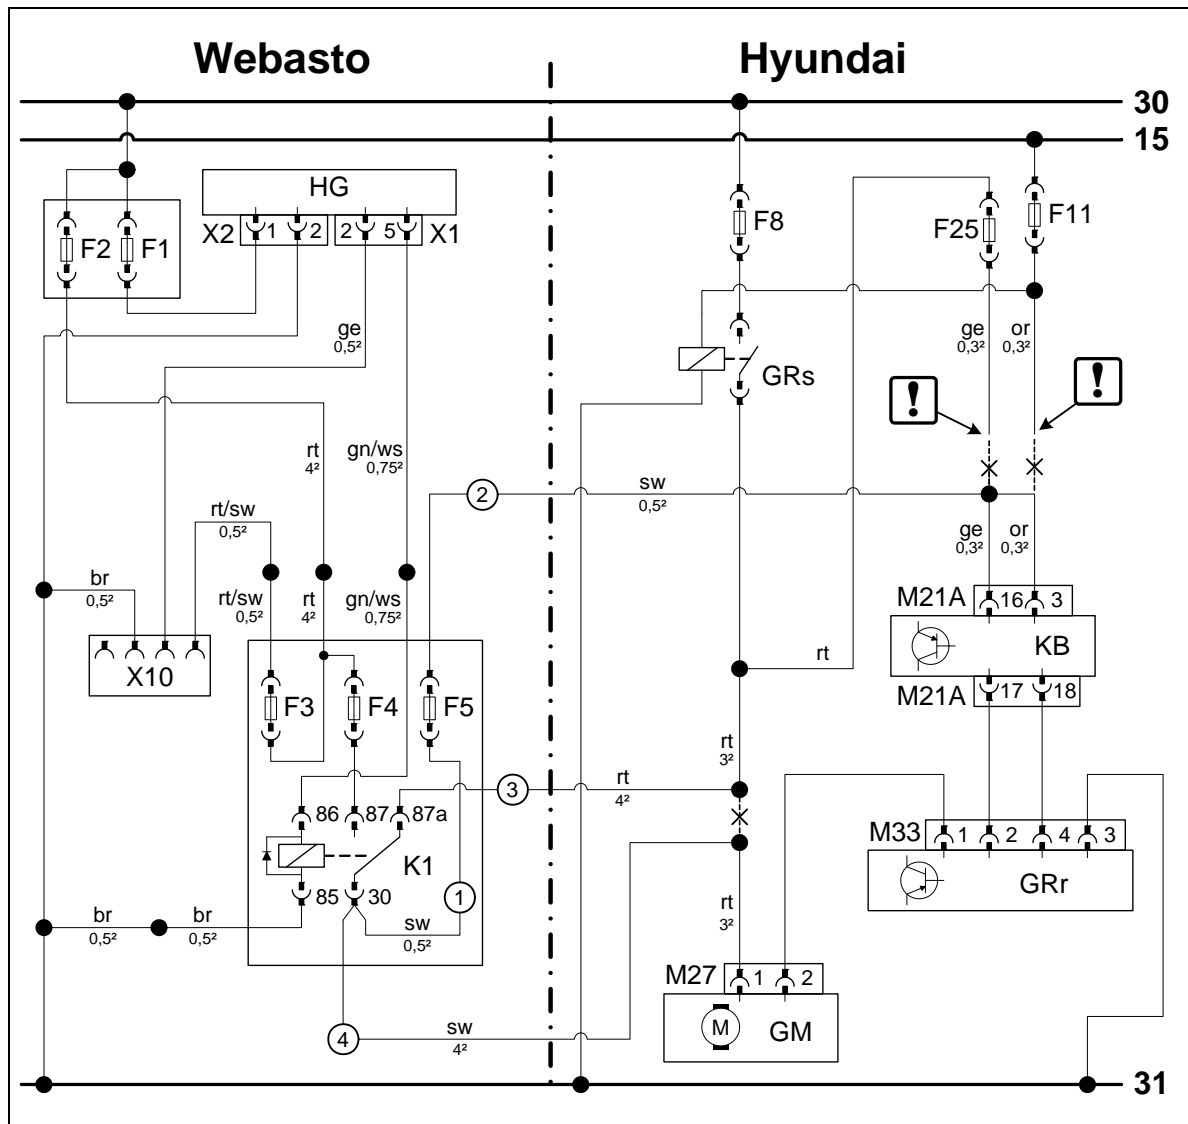 Webasto Hyundai
30
15
HG
X2 1 2 2 5 X1
F2 F1
F8 F25 F11
ge
0,5²
ge or
0,3² 0,3²
GRs
! !
rt gn/ws
4² 0,75²
2 sw
0,5²
rt/sw
0,5²
ge or
0,3² 0,3²
br
0,5²
rt/sw rt gn/ws
0,5² 4² 0,75²
M21A 16 3
KB
X10
rt
M21A 17 18
F3 F4 F5
rt
3²
3 rt
4²
86 87 87a
M33 1 2 4 3
K1
GRr
85 30 1
br br sw
0,5² 0,5² 0,5²
rt
3²
M27 1 2
M GM
4 sw
4²
31